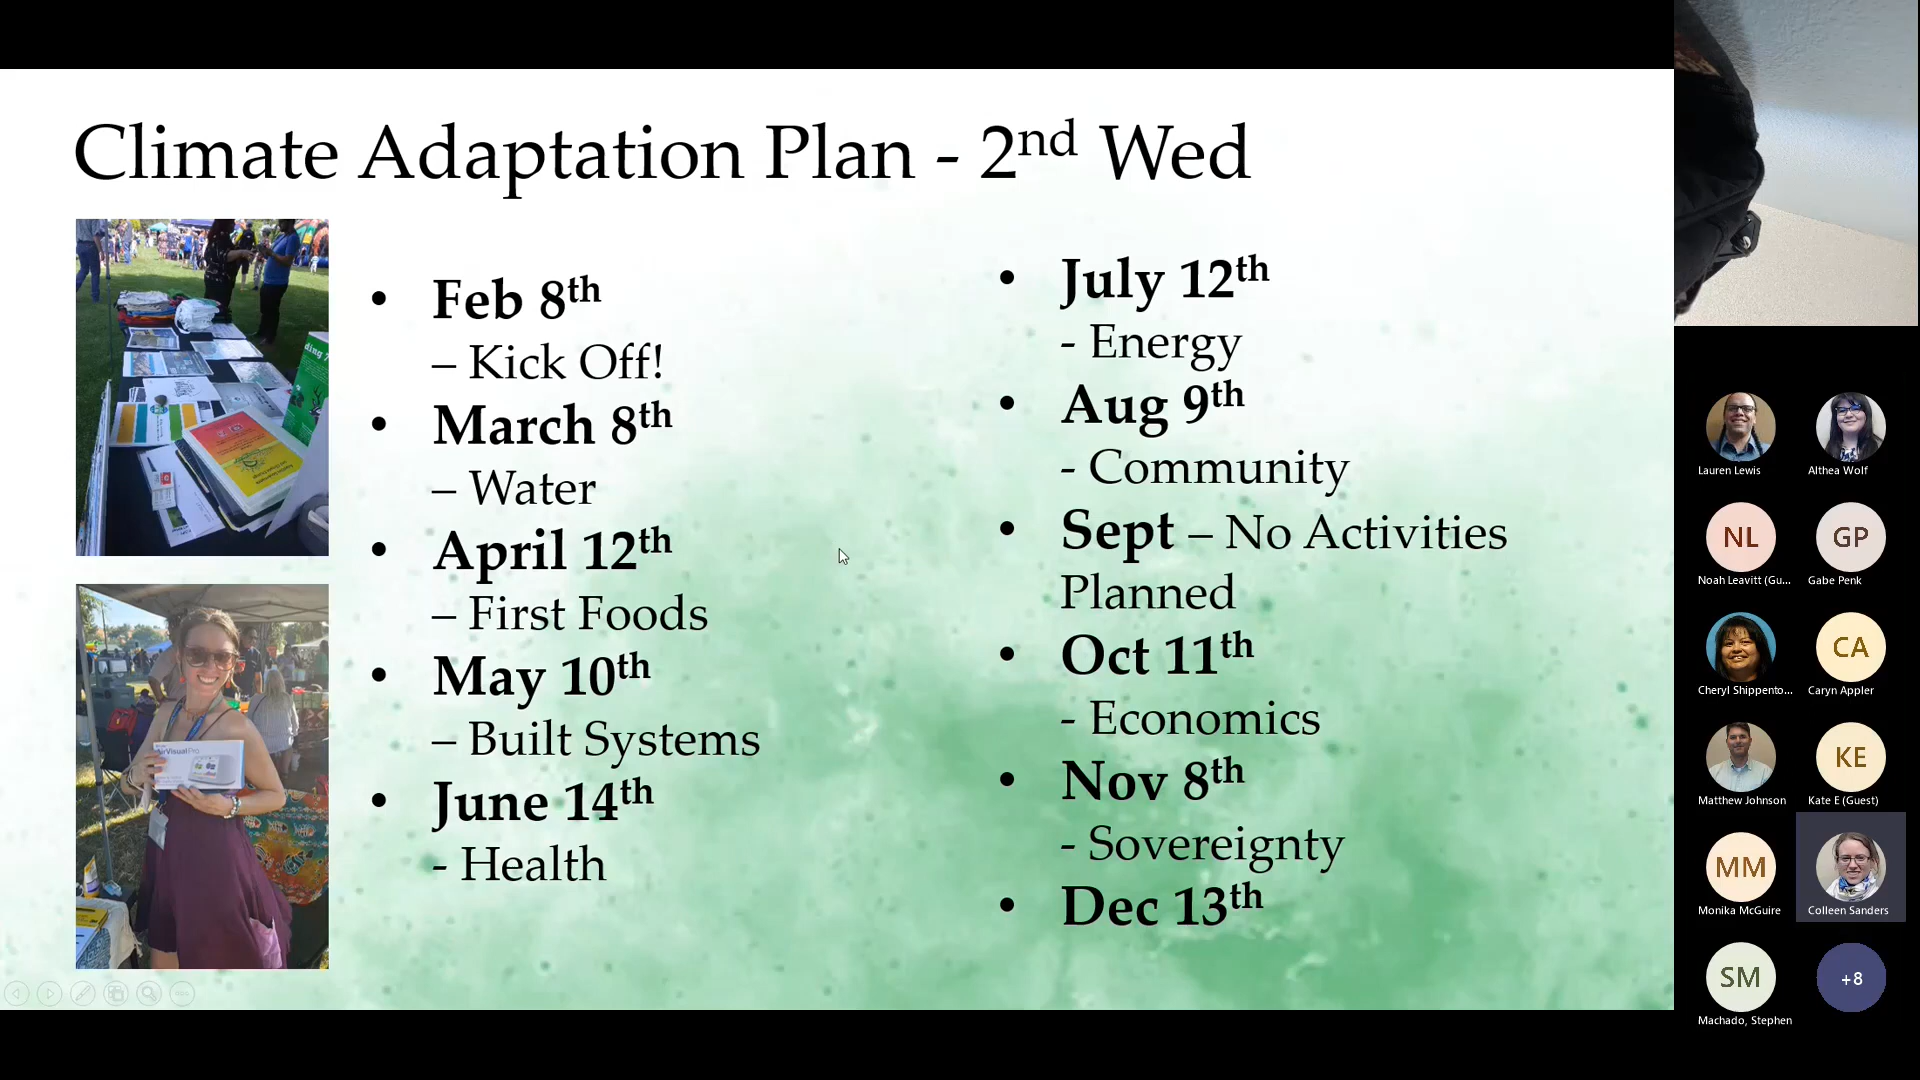 Climate Adaptation Plan - 2nd Wed
• Feb 8th
– Kick Off!
• March 8th
– Water
• April 12th
– First Foods
• May 10th
– Built Systems
• June 14th
- Health
• July 12th
- Energy
• Aug 9th
- Community
• Sept – No Activities
Planned
• Oct 11th
- Economics
• Nov 8th
- Sovereignty
• Dec 13th
Lauren Lewis
Althea Wolf
NL
Noah Leavitt (Gu...
GP
Gabe Penk
Cheryl Shippento...
CA
Caryn Appler
Matthew Johnson
KE
Kate E (Guest)
MM
Monika McGuire
Colleen Sanders
SM
Machado, Stephen
+8